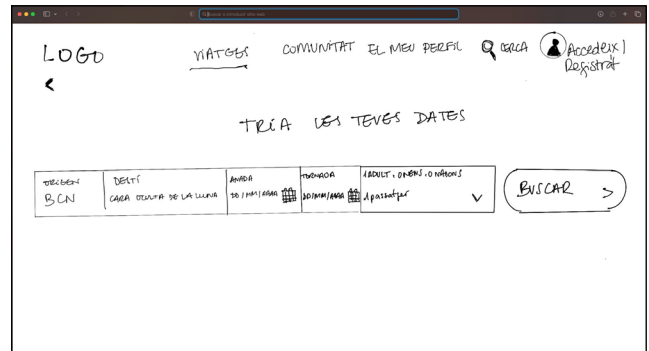 LOGO
VIATGES COMUNITAT EL MEU PERFIL CERCA Accedeix |
Registra't
<
TRIA LES TEVES DATES
ORIGEN DESTÍ ANADA TORNADA 1 ADULT, 0 NENS, 0 NADONS
BCN CARA OCULTA DE LA LLUNA DD/MM/AAAA DD/MM/AAAA 1 passatger
BUSCAR >